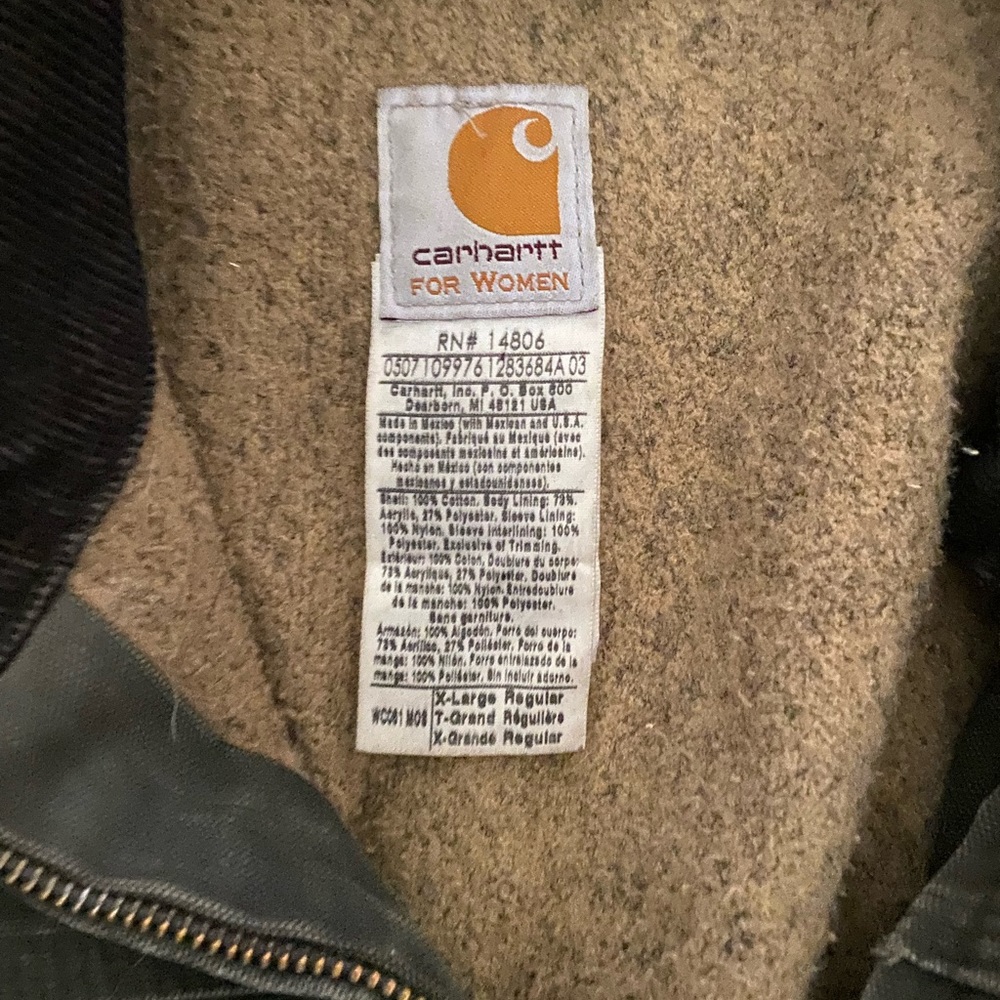 carhartt
FOR WOMEN
RN# 14806
0507109976 1283684A 03
Carhartt, Inc. P. O. Box 600
Dearborn, MI 48121 USA
Made in Mexico (with Mexican and U.S.A.
components). Fabriqué au Mexique (avec
des composants mexicains et américains).
Hecho en México (con componentes
mexicanos y estadounidenses).
Shell: 100% Cotton. Body Lining: 73%
Acrylic, 27% Polyester. Sleeve Lining:
100% Nylon. Sleeve Interlining: 100%
Polyester. Exclusive of Trimming.
Extérieur: 100% Coton. Doublure du corps:
73% Acrylique, 27% Polyester. Doublure
de la manche: 100% Nylon. Entredoublure
de la manche: 100% Polyester.
Sans garniture.
Armazón: 100% Algodón. Forro del cuerpo:
73% Acrílico, 27% Poliéster. Forro de la
manga: 100% Nilón. Forro entrelazado de la
manga: 100% Poliéster. Sin incluir adorno.
WC081 MOS X-Large Regular
T-Grand Régulière
X-Grande Regular